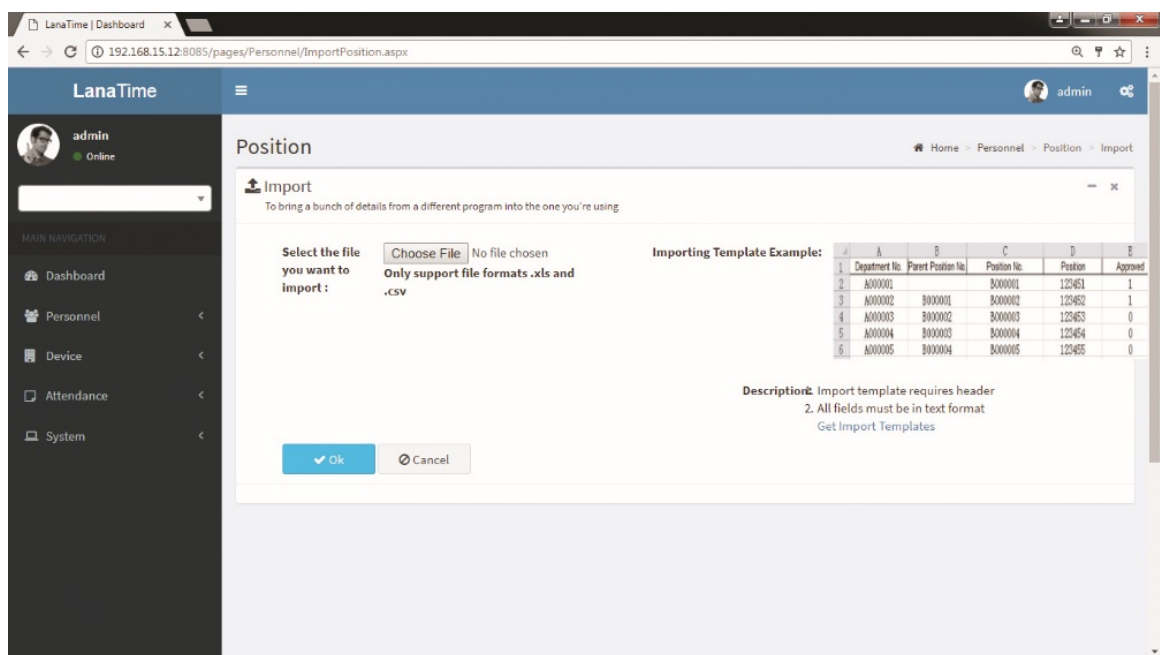 LanaTime | Dashboard
192.168.15.12:8085/pages/Personnel/ImportPosition.aspx
LanaTime
admin
admin
Online
Position
Home > Personnel > Position > Import
Import
To bring a bunch of details from a different program into the one you're using
MAIN NAVIGATION
Dashboard
Personnel
Device
Attendance
System
Select the file
you want to
import :
Choose File No file chosen
Only support file formats .xls and
.csv
Importing Template Example:
A B C D E
1 Department No. Parent Position No. Position No. Position Approved
2 A000001 B000001 123451 1
3 A000002 B000001 B000002 123452 1
4 A000003 B000002 B000003 123453 0
5 A000004 B000003 B000004 123454 0
6 A000005 B000004 B000005 123455 0
Description: Import template requires header
2. All fields must be in text format
Get Import Templates
Ok
Cancel